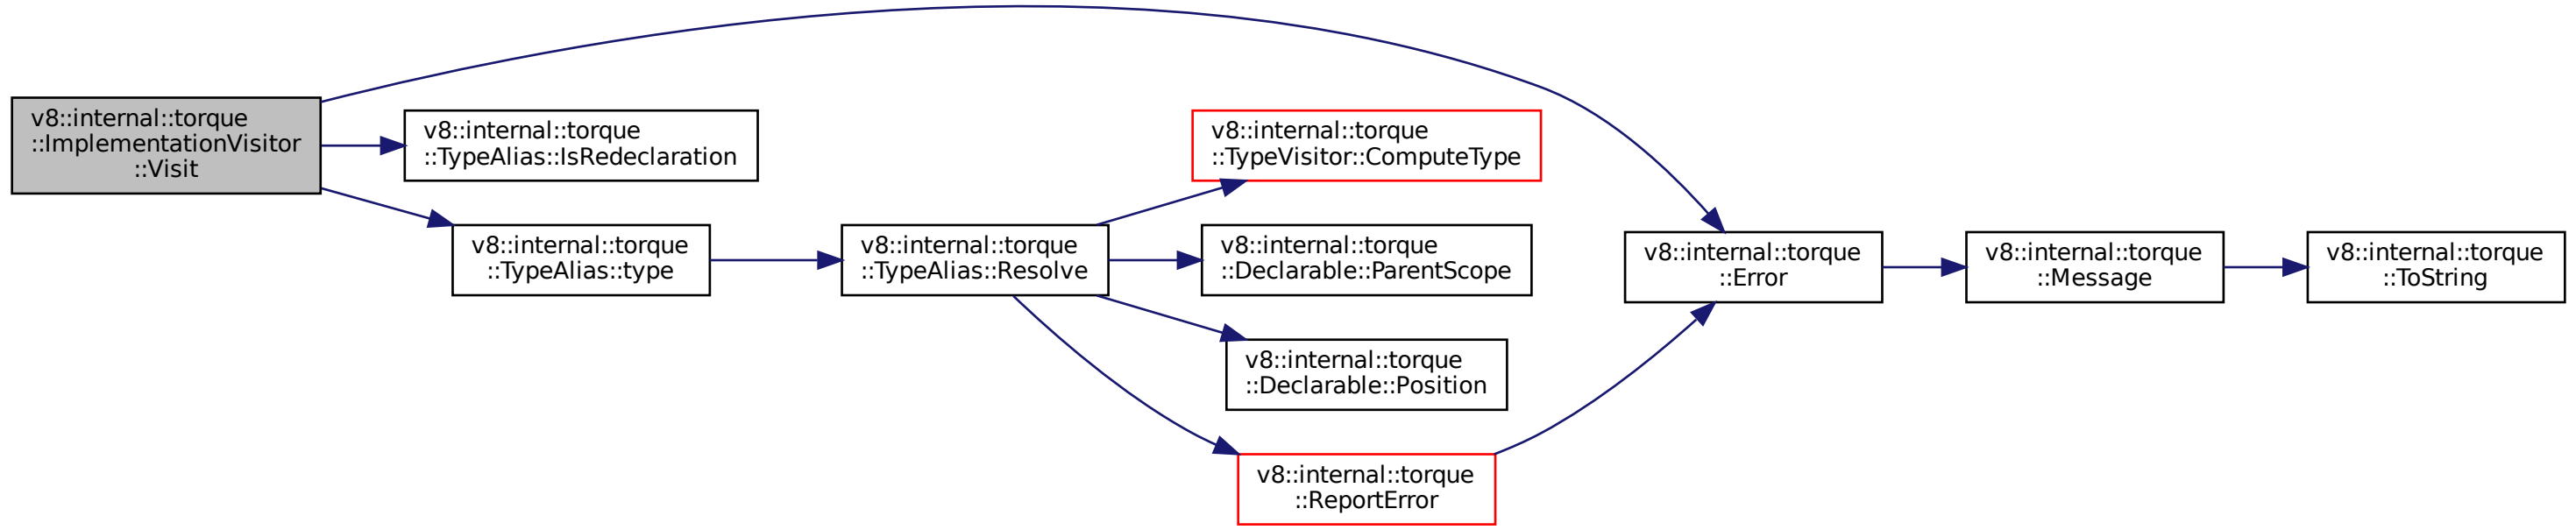 v8::internal::torque
::ImplementationVisitor
::Visit
v8::internal::torque
::TypeAlias::IsRedeclaration
v8::internal::torque
::TypeAlias::type
v8::internal::torque
::TypeAlias::Resolve
v8::internal::torque
::TypeVisitor::ComputeType
v8::internal::torque
::Declarable::ParentScope
v8::internal::torque
::Declarable::Position
v8::internal::torque
::ReportError
v8::internal::torque
::Error
v8::internal::torque
::Message
v8::internal::torque
::ToString